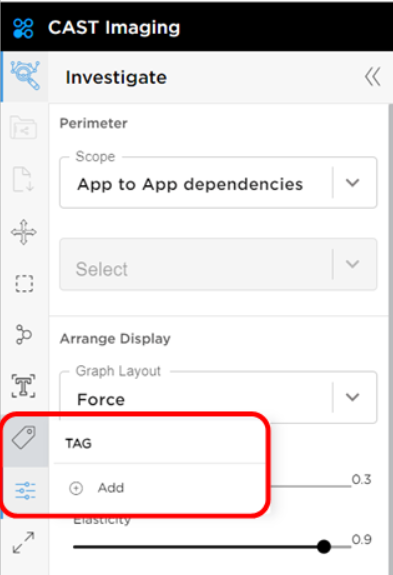 CAST Imaging
Investigate
Perimeter
Scope
App to App dependencies
Select
Arrange Display
Graph Layout
Force
TAG
Add
0.3
Elasticity
0.9